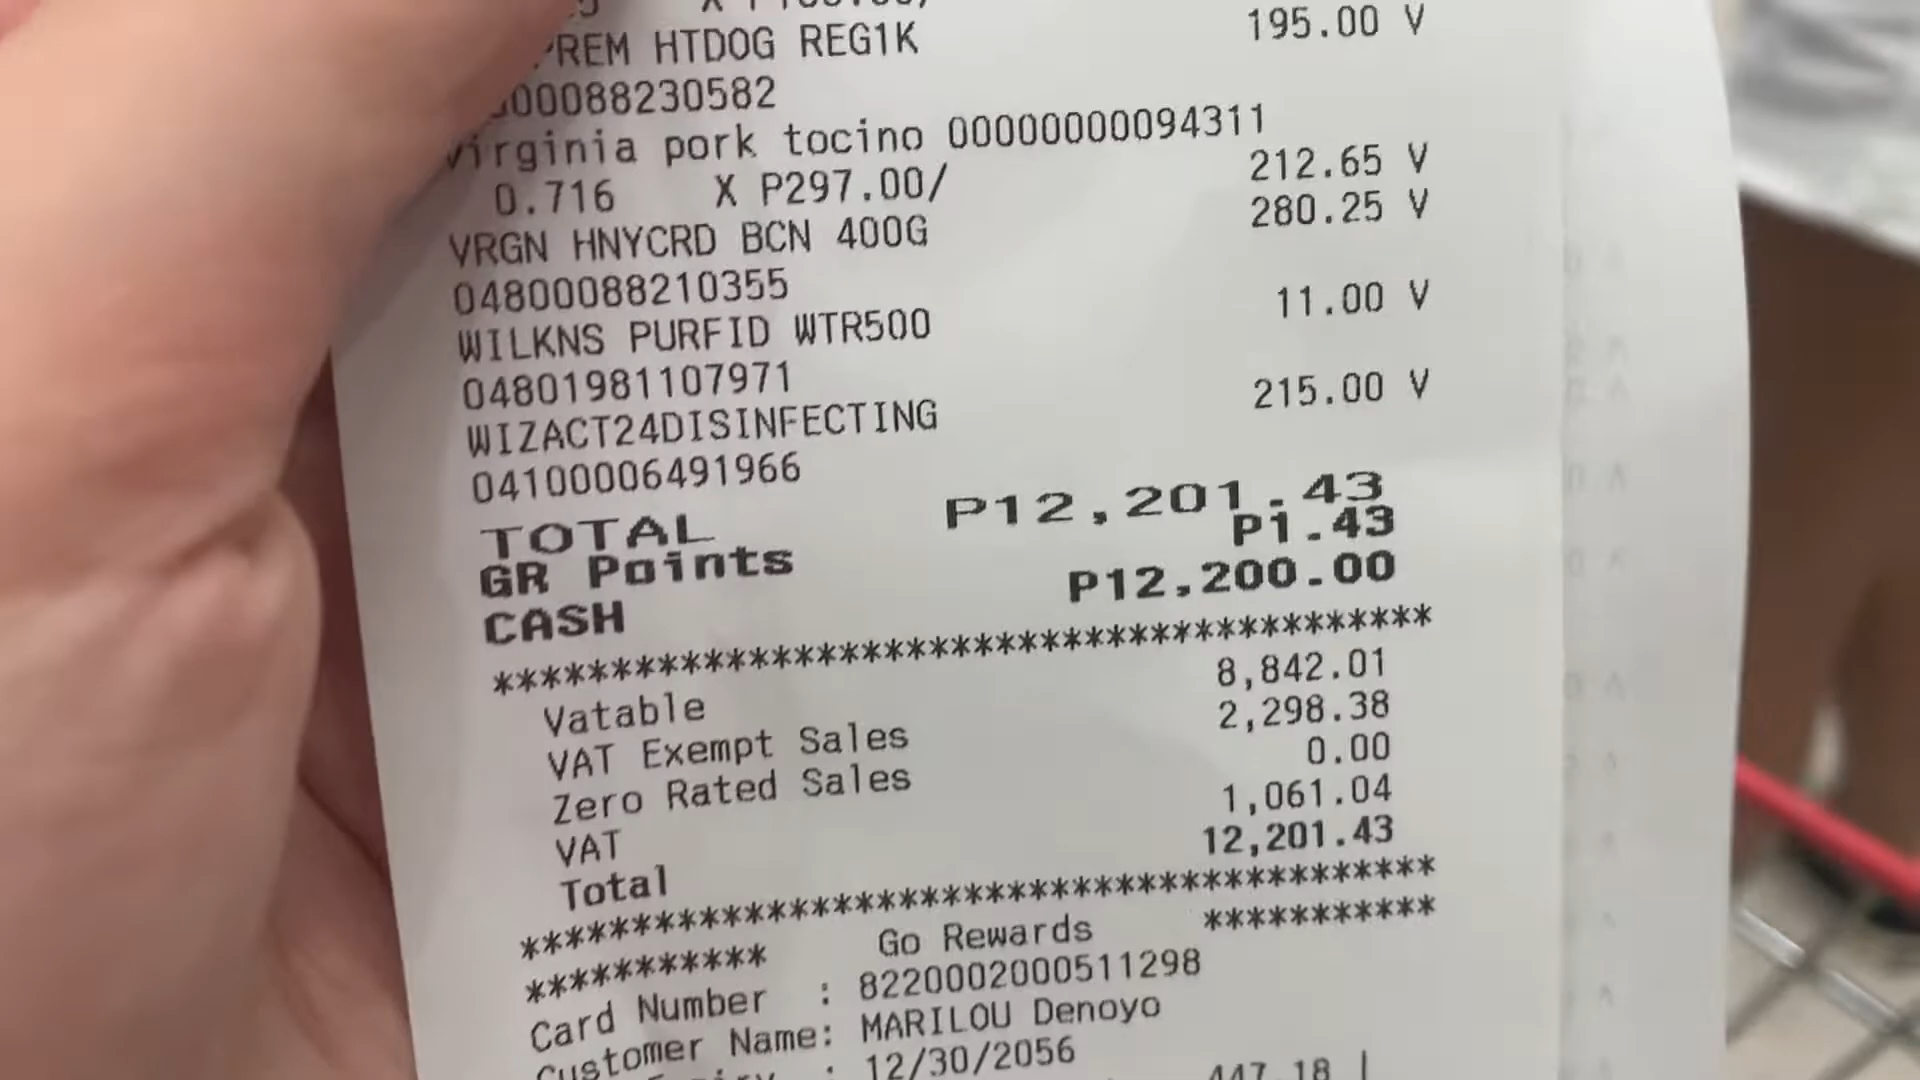 PREM HTDOG REG1K 195.00 V
00088230582
virginia pork tocino 00000000094311
0.716 X P297.00/ 212.65 V
VRGN HNYCRD BCN 400G 280.25 V
04800088210355
WILKNS PURFID WTR500 11.00 V
04801981107971
WIZACT24DISINFECTING 215.00 V
04100006491966
TOTAL P12,201.43
GR Points P1.43
CASH P12,200.00
*****************************************
Vatable 8,842.01
VAT Exempt Sales 2,298.38
Zero Rated Sales 0.00
VAT 1,061.04
Total 12,201.43
****************************************
*********** Go Rewards ***********
Card Number : 8220002000511298
Customer Name: MARILOU Denoyo
: 12/30/2056
447.18